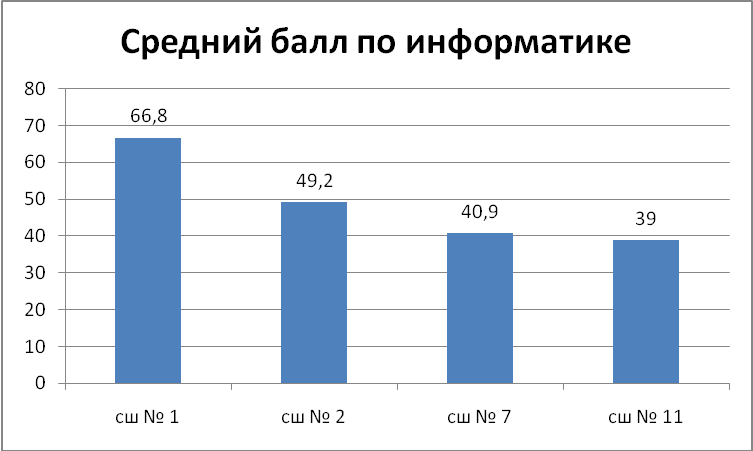 Средний балл по информатике
80
70
60
50
40
30
20
10
0
66,8
49,2
40,9
39
сш № 1
сш № 2
сш № 7
сш № 11